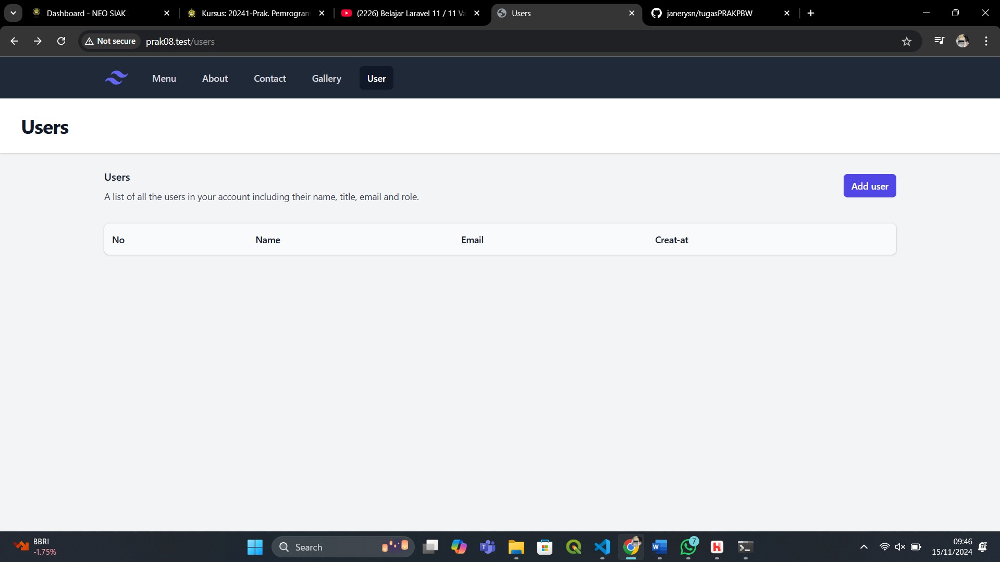 Dashboard - NEO SIAK
Kursus: 20241-Prak. Pemrogram
(2226) Belajar Laravel 11 / 11 Va
Users
janerysn/tugasPRAKPBW
Not secure
prak08.test/users
Menu
About
Contact
Gallery
User
Users
Users
A list of all the users in your account including their name, title, email and role.
Add user
No
Name
Email
Creat-at
BBRI
-1.75%
Search
7
09:46
15/11/2024